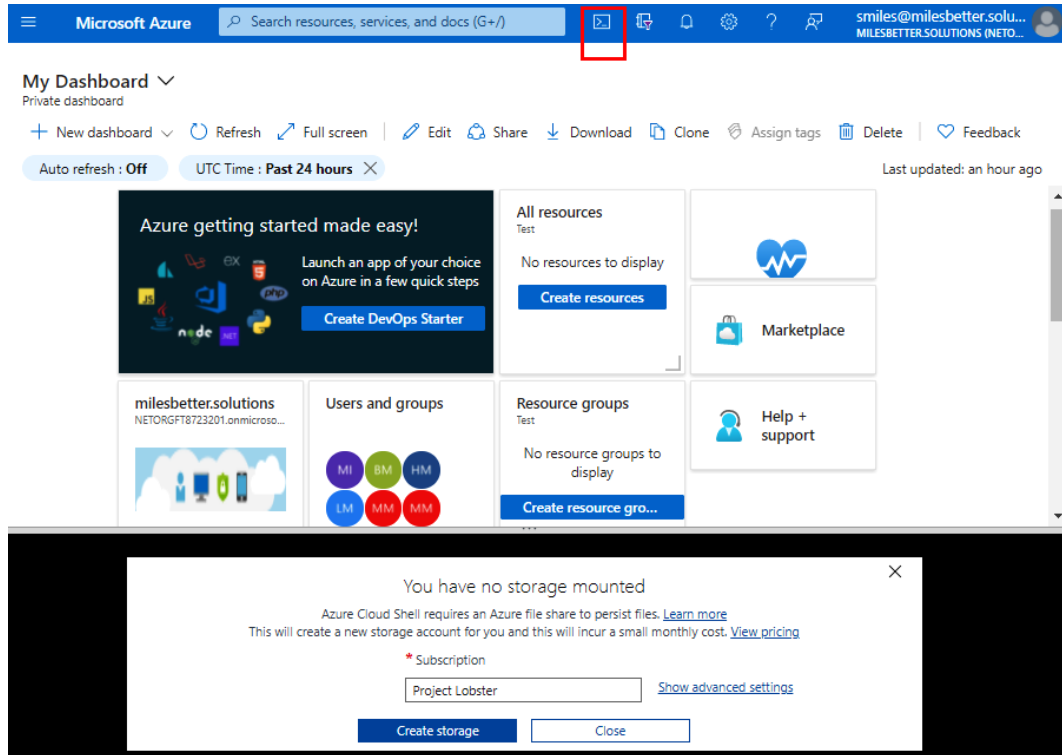 Microsoft Azure
Search resources, services, and docs (G+/)
smiles@milesbetter.solu...
MILESBETTER.SOLUTIONS (NETO...
My Dashboard
Private dashboard
New dashboard Refresh Full screen Edit Share Download Clone Assign tags Delete Feedback
Auto refresh : Off UTC Time : Past 24 hours Last updated: an hour ago
Azure getting started made easy!
Launch an app of your choice
on Azure in a few quick steps
Create DevOps Starter
ex
JS
php
node
.NET
All resources
Test
No resources to display
Create resources
Marketplace
milesbetter.solutions
NETORGFT8723201.onmicroso...
Users and groups
MI BM HM
LM MM MM
Resource groups
Test
No resource groups to
display
Create resource gro...
Help +
support
You have no storage mounted
Azure Cloud Shell requires an Azure file share to persist files. Learn more
This will create a new storage account for you and this will incur a small monthly cost. View pricing
* Subscription
Project Lobster
Show advanced settings
Create storage Close